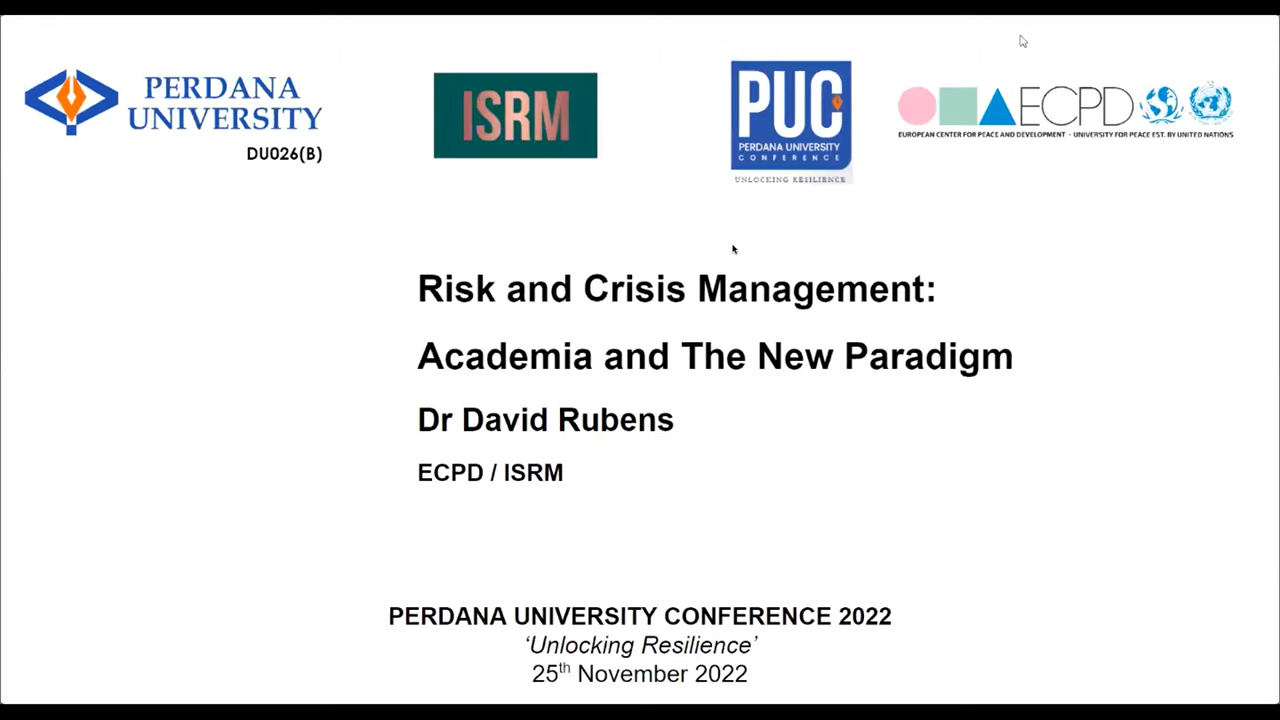 PERDANA
UNIVERSITY
DU026(B)
ISRM
PUC
PERDANA UNIVERSITY
CONFERENCE
UNLOCKING RESILIENCE
ECPD
EUROPEAN CENTER FOR PEACE AND DEVELOPMENT - UNIVERSITY FOR PEACE EST. BY UNITED NATIONS
Risk and Crisis Management:
Academia and The New Paradigm
Dr David Rubens
ECPD / ISRM
PERDANA UNIVERSITY CONFERENCE 2022
‘Unlocking Resilience’
25th November 2022